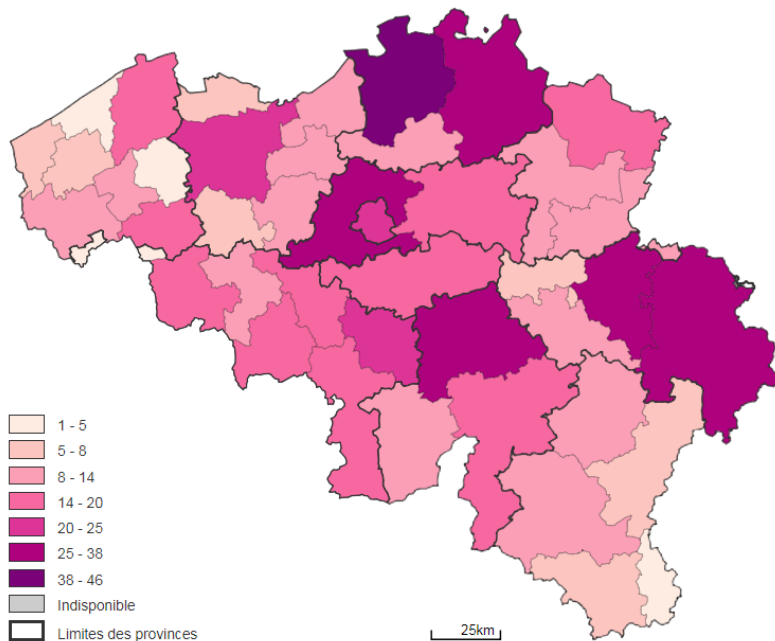 1 - 5
5 - 8
8 - 14
14 - 20
20 - 25
25 - 38
38 - 46
Indisponible
Limites des provinces
25km